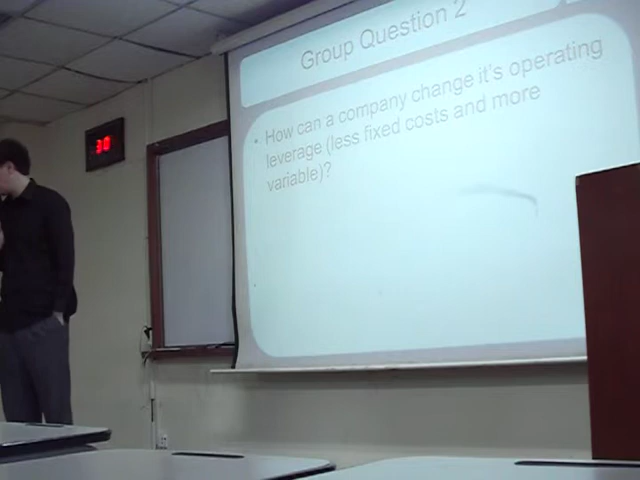 Group Question 2
• How can a company change it's operating
leverage (less fixed costs and more
variable)?
30